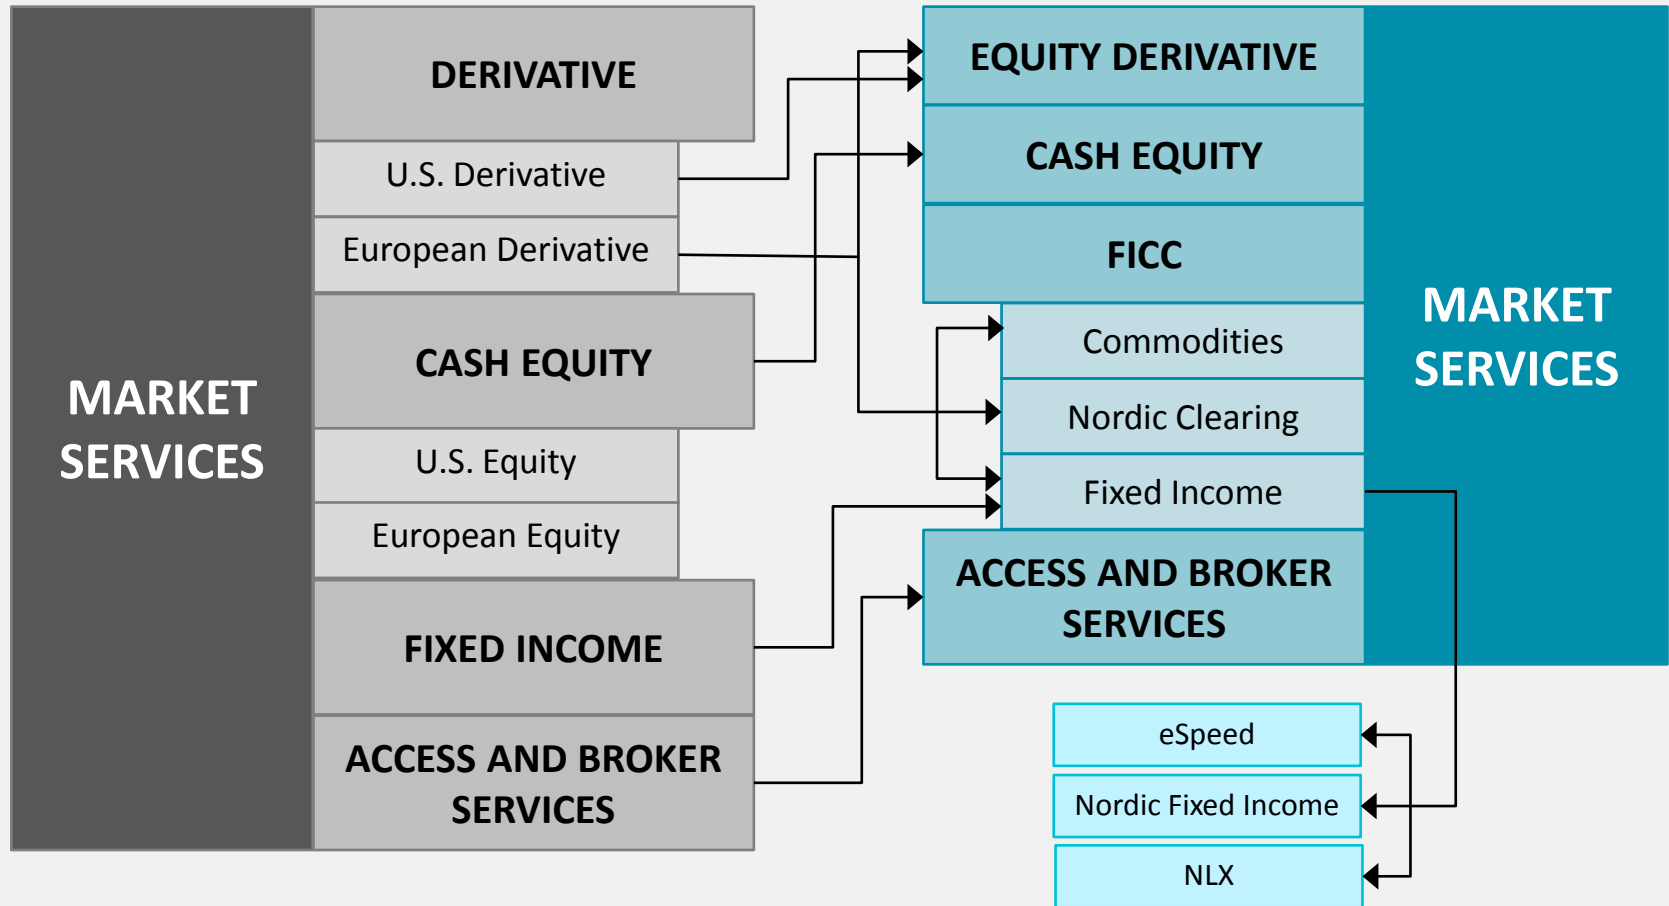 MARKET
SERVICES
DERIVATIVE
U.S. Derivative
European Derivative
CASH EQUITY
U.S. Equity
European Equity
FIXED INCOME
ACCESS AND BROKER
SERVICES
EQUITY DERIVATIVE
CASH EQUITY
FICC
Commodities
Nordic Clearing
Fixed Income
ACCESS AND BROKER
SERVICES
MARKET
SERVICES
eSpeed
Nordic Fixed Income
NLX